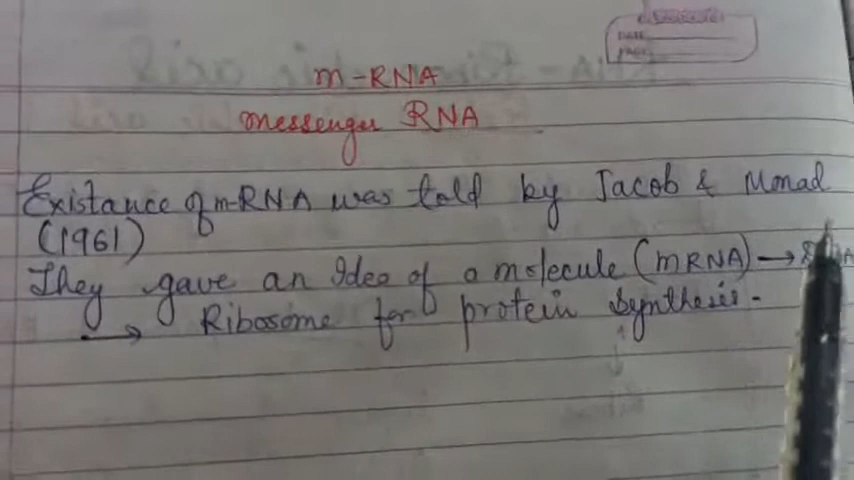 m-RNA
messenger RNA
Existance of m-RNA was told by Jacob & Monad
(1961)
They gave an Idea of a molecule (mRNA) →
→ Ribosome for protein synthesis.